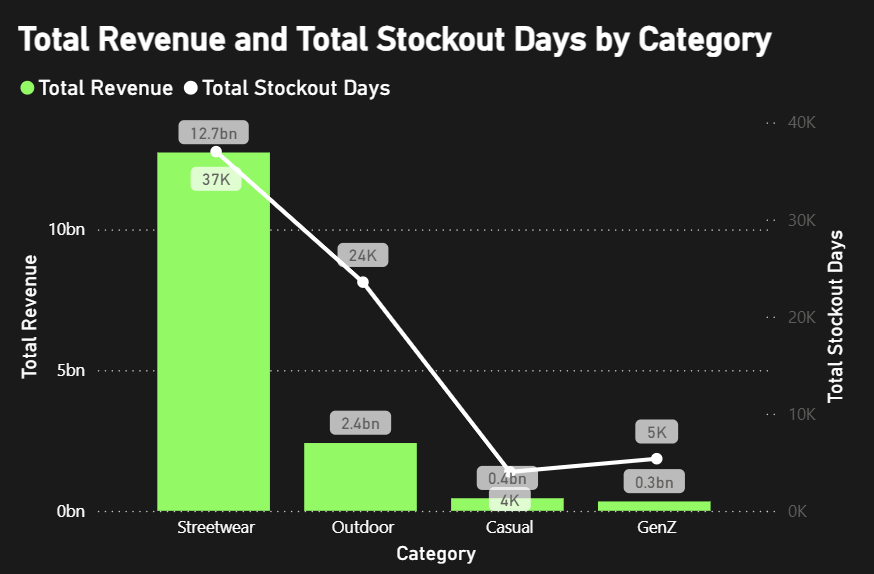 Total Revenue and Total Stockout Days by Category
Total Revenue Total Stockout Days
12.7bn
40K
37K
30K
10bn
24K
20K
5bn
10K
2.4bn
5K
0.4bn
0.3bn
4K
0bn
0K
Total Revenue
Total Stockout Days
Streetwear Outdoor Casual GenZ
Category